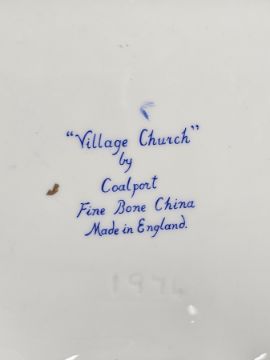 "Village Church"
by
Coalport
Fine Bone China
Made in England.